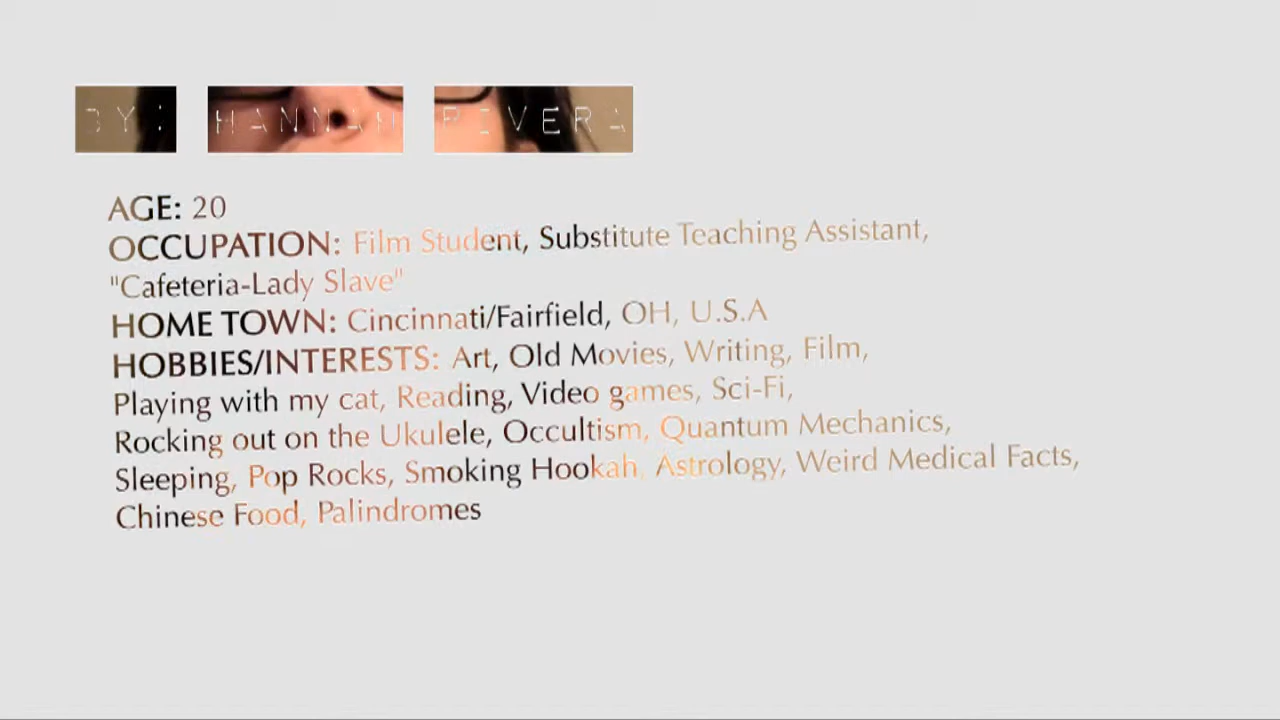 BY: HANNAH RIVERA
AGE: 20
OCCUPATION: Film Student, Substitute Teaching Assistant,
"Cafeteria-Lady Slave"
HOME TOWN: Cincinnati/Fairfield, OH, U.S.A
HOBBIES/INTERESTS: Art, Old Movies, Writing, Film,
Playing with my cat, Reading, Video games, Sci-Fi,
Rocking out on the Ukulele, Occultism, Quantum Mechanics,
Sleeping, Pop Rocks, Smoking Hookah, Astrology, Weird Medical Facts,
Chinese Food, Palindromes